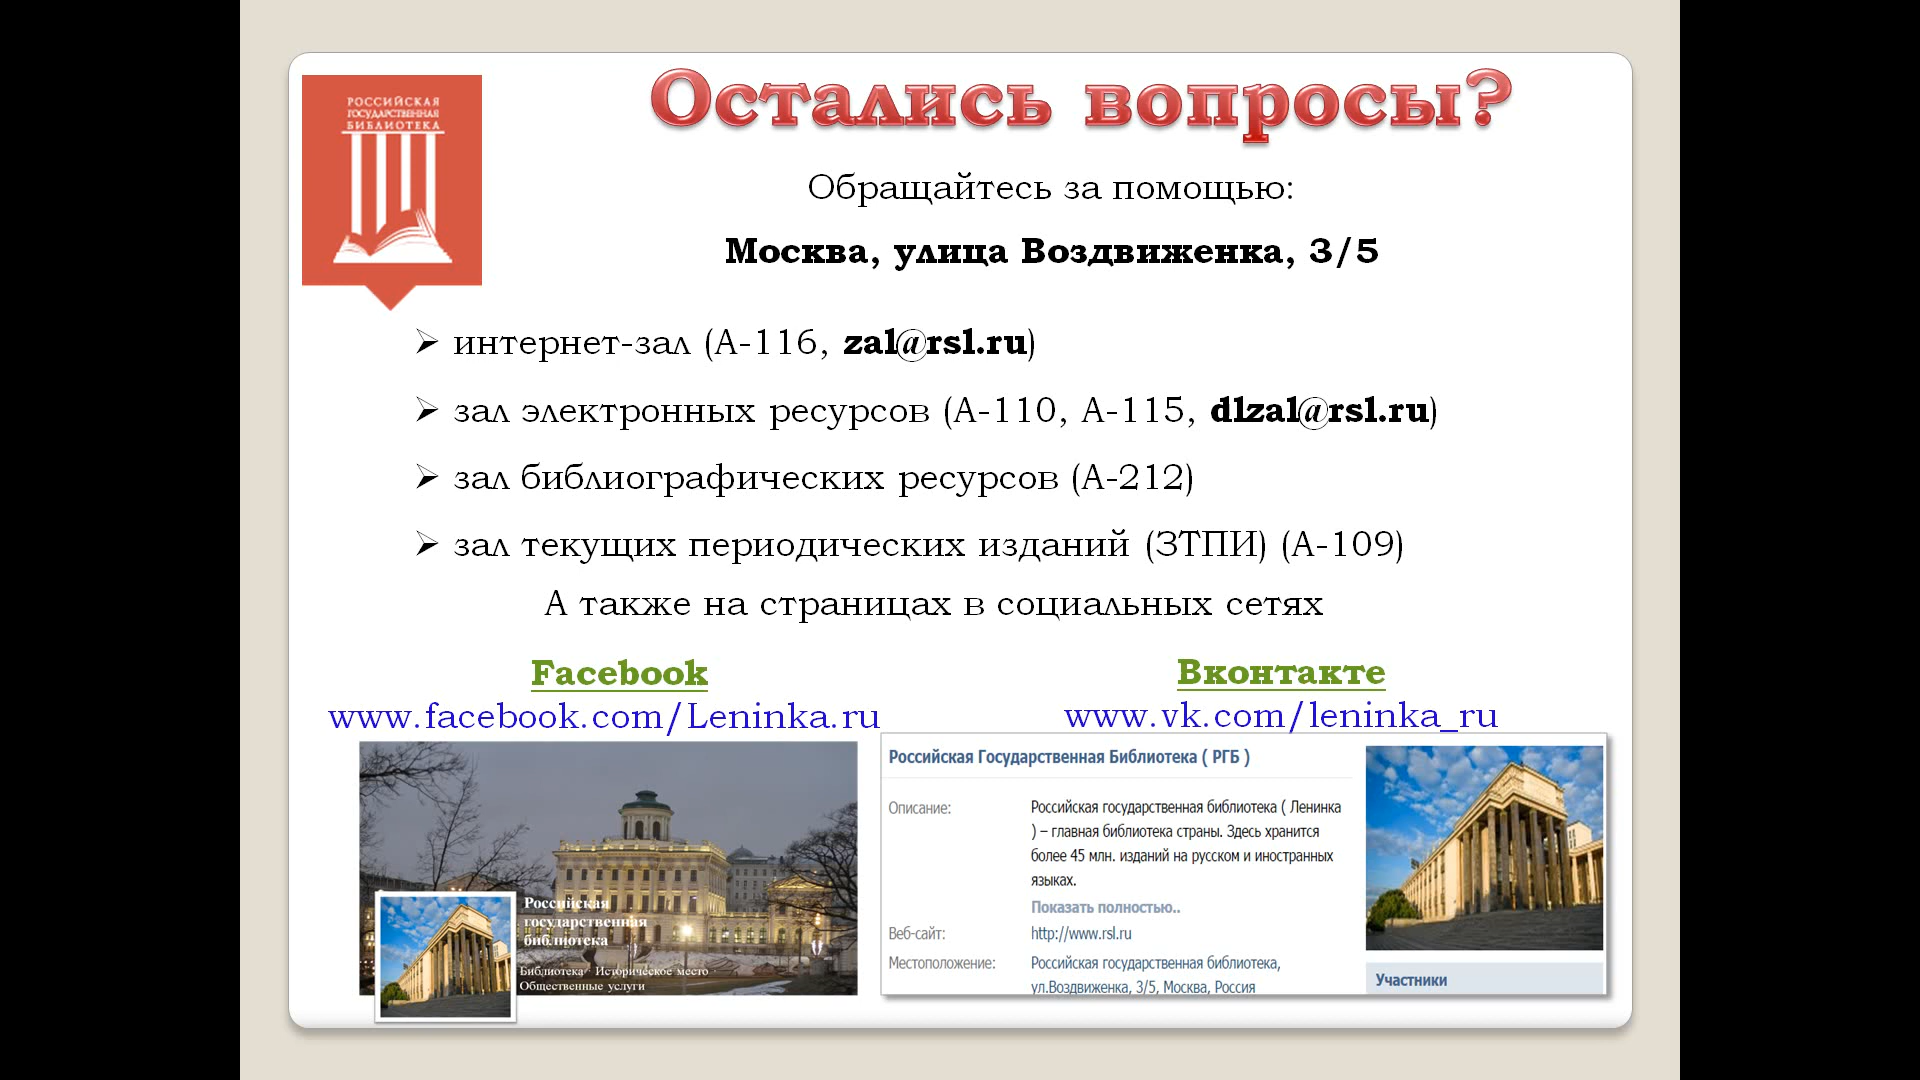 РОССИЙСКАЯ
ГОСУДАРСТВЕННАЯ
БИБЛИОТЕКА
Остались вопросы?
Обращайтесь за помощью:
Москва, улица Воздвиженка, 3/5
интернет-зал (А-116, zal@rsl.ru)
зал электронных ресурсов (А-110, А-115, dlzal@rsl.ru)
зал библиографических ресурсов (А-212)
зал текущих периодических изданий (ЗТПИ) (А-109)
А также на страницах в социальных сетях
Facebook
www.facebook.com/Leninka.ru
Российская
государственная
библиотека
Библиотека · Историческое место
Общественные услуги
Вконтакте
www.vk.com/leninka_ru
Российская Государственная Библиотека ( РГБ )
Описание: Российская государственная библиотека ( Ленинка
) – главная библиотека страны. Здесь хранится
более 45 млн. изданий на русском и иностранных
языках.
Показать полностью..
Веб-сайт: http://www.rsl.ru
Местоположение: Российская государственная библиотека,
ул.Воздвиженка, 3/5, Москва, Россия
Участники